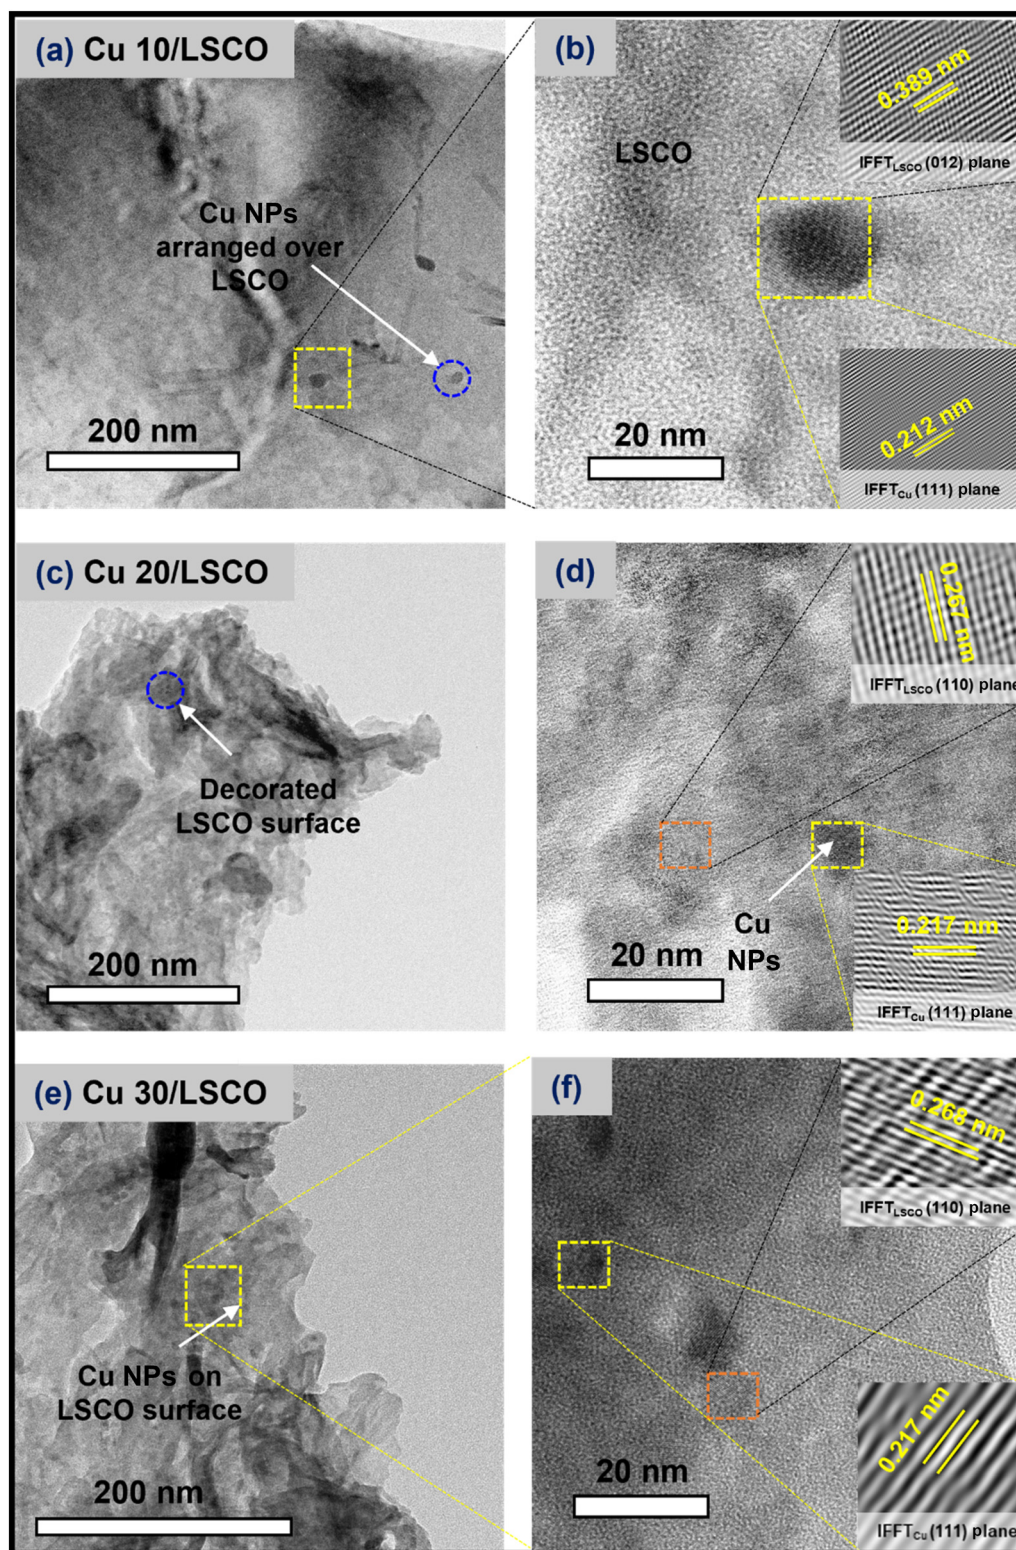 (a) Cu 10/LSCO
Cu NPs
arranged over
LSCO
200 nm
(b)
LSCO
0.389 nm
IFFTLSCO (012) plane
0.212 nm
IFFTCu (111) plane
20 nm
(c) Cu 20/LSCO
Decorated
LSCO surface
200 nm
(d)
0.267 nm
IFFTLSCO (110) plane
Cu
NPs
0.217 nm
IFFTCu (111) plane
20 nm
(e) Cu 30/LSCO
Cu NPs on
LSCO surface
200 nm
(f)
0.268 nm
IFFTLSCO (110) plane
0.217 nm
IFFTCu (111) plane
20 nm